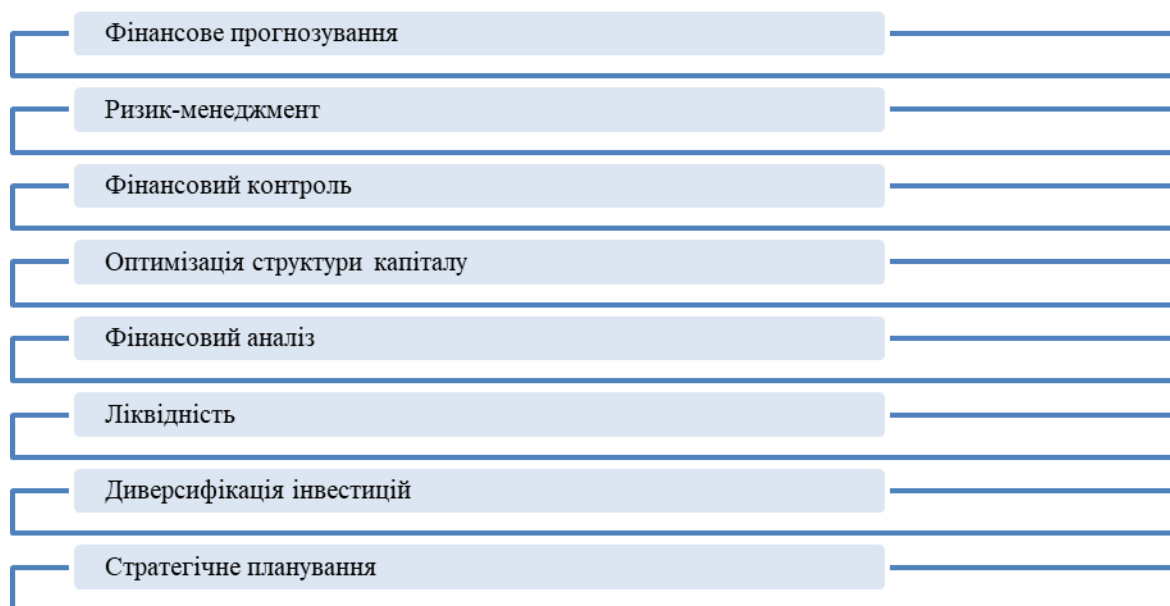 Фінансове прогнозування
Ризик-менеджмент
Фінансовий контроль
Оптимізація структури капіталу
Фінансовий аналіз
Ліквідність
Диверсифікація інвестицій
Стратегічне планування